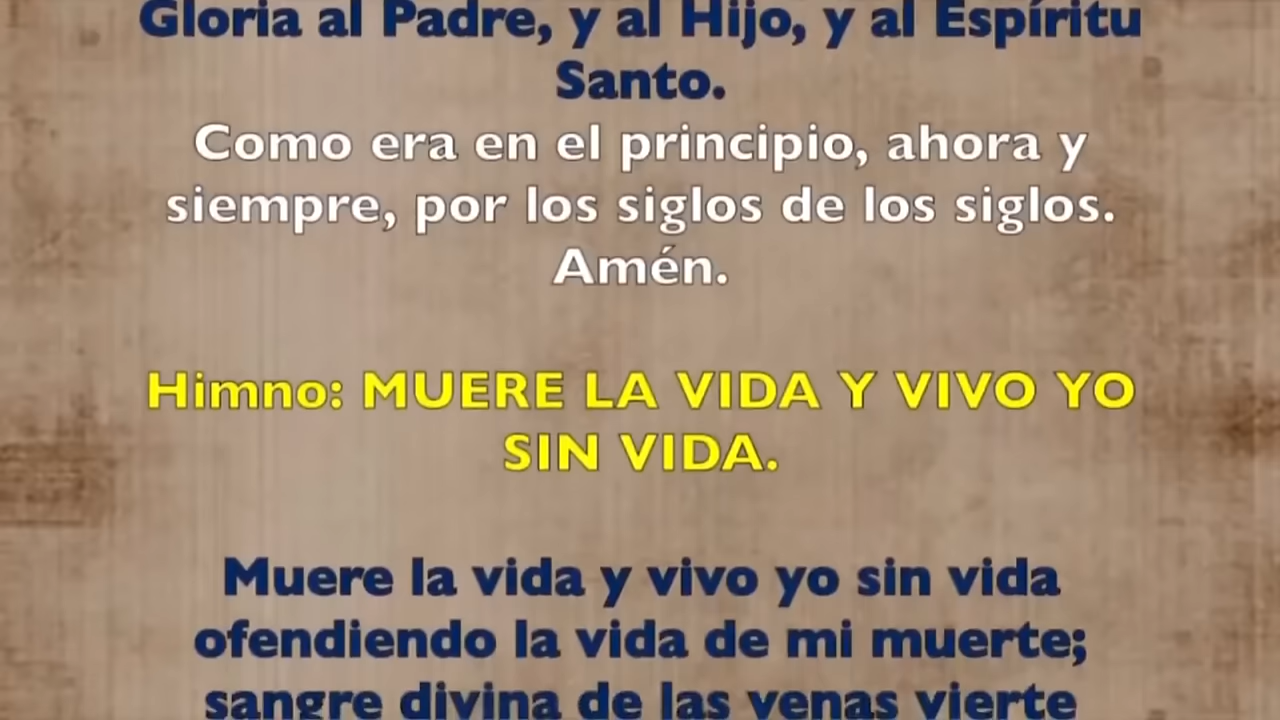 Gloria al Padre, y al Hijo, y al Espíritu
Santo.
Como era en el principio, ahora y
siempre, por los siglos de los siglos.
Amén.
Himno: MUERE LA VIDA Y VIVO YO
SIN VIDA.
Muere la vida y vivo yo sin vida
ofendiendo la vida de mi muerte;
sangre divina de las venas vierte